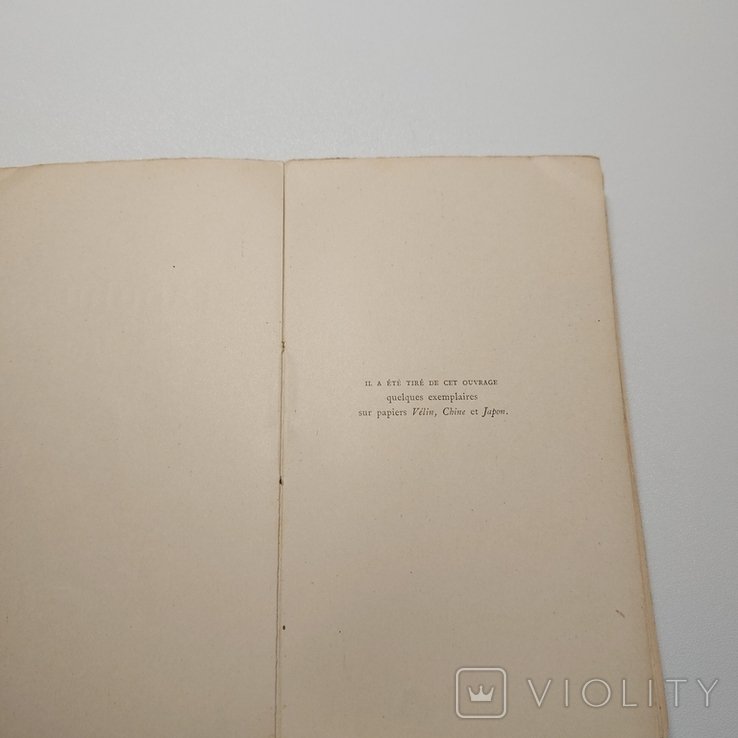 IL A ÉTÉ TIRÉ DE CET OUVRAGE
quelques exemplaires
sur papiers Vélin, Chine et Japon.
VIOLITY